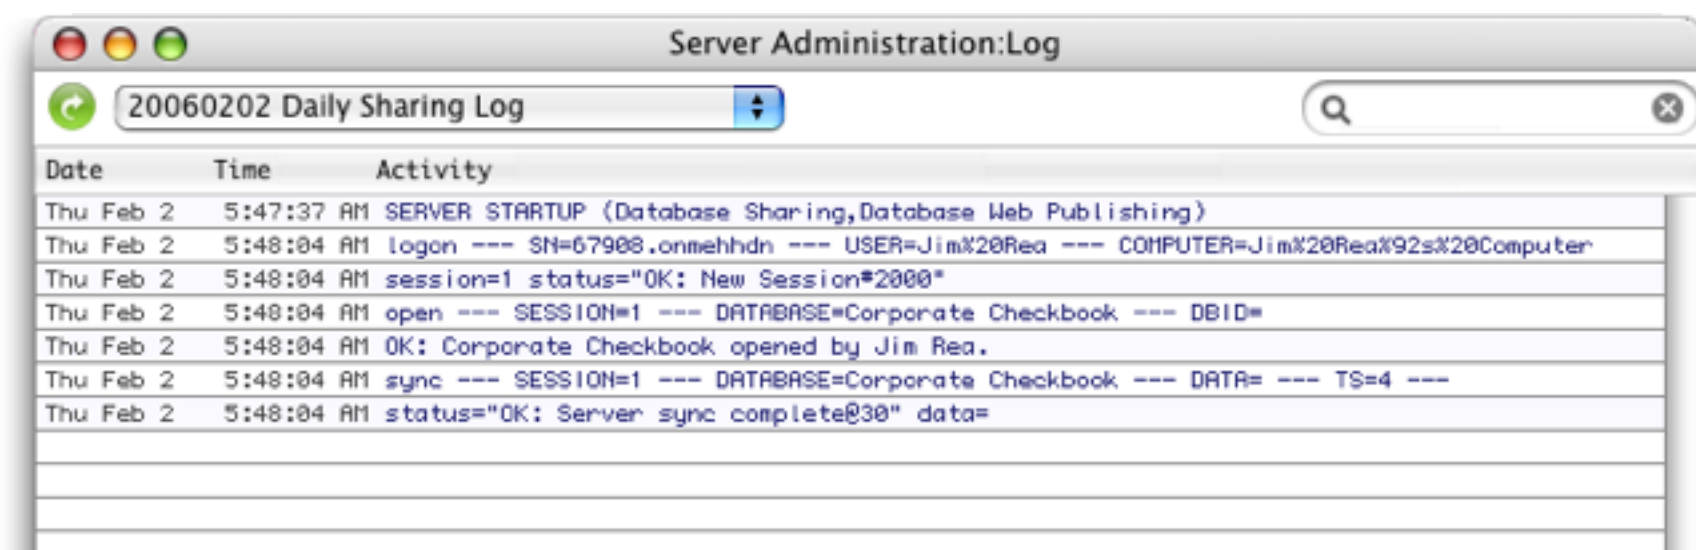 Server Administration:Log
20060202 Daily Sharing Log
Date Time Activity
Thu Feb 2 5:47:37 AM SERVER STARTUP (Database Sharing,Database Web Publishing)
Thu Feb 2 5:48:04 AM logon --- SN=67908.onmehhdn --- USER=Jim%20Rea --- COMPUTER=Jim%20Rea%92s%20Computer
Thu Feb 2 5:48:04 AM session=1 status="OK: New Session#2000"
Thu Feb 2 5:48:04 AM open --- SESSION=1 --- DATABASE=Corporate Checkbook --- DBID=
Thu Feb 2 5:48:04 AM OK: Corporate Checkbook opened by Jim Rea.
Thu Feb 2 5:48:04 AM sync --- SESSION=1 --- DATABASE=Corporate Checkbook --- DATA= --- TS=4 ---
Thu Feb 2 5:48:04 AM status="OK: Server sync complete@30" data=